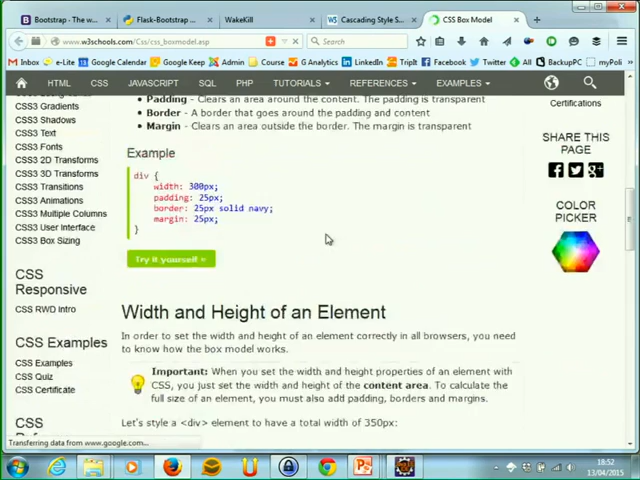 Bootstrap · The w...
Flask-Bootstrap ...
WakeKill
Cascading Style S...
CSS Box Model
www.w3schools.com/Css/css_boxmodel.asp
Search
Inbox
e-Lite
Google Calendar
Google Keep
Admin
Course
G Analytics
LinkedIn
TripIt
Facebook
Twitter
All
BackupPC
myPoli
HTML
CSS
JAVASCRIPT
SQL
PHP
TUTORIALS
REFERENCES
EXAMPLES
CSS3 Gradients
CSS3 Shadows
CSS3 Text
CSS3 Fonts
CSS3 2D Transforms
CSS3 3D Transforms
CSS3 Transitions
CSS3 Animations
CSS3 Multiple Columns
CSS3 User Interface
CSS3 Box Sizing
CSS
Responsive
CSS RWD Intro
CSS Examples
CSS Examples
CSS Quiz
CSS Certificate
CSS
Padding - Clears an area around the content. The padding is transparent
Border - A border that goes around the padding and content
Margin - Clears an area outside the border. The margin is transparent
Example
div {
width: 300px;
padding: 25px;
border: 25px solid navy;
margin: 25px;
}
Try it yourself »
Width and Height of an Element
In order to set the width and height of an element correctly in all browsers, you need
to know how the box model works.
Important: When you set the width and height properties of an element with
CSS, you just set the width and height of the content area. To calculate the
full size of an element, you must also add padding, borders and margins.
Let's style a <div> element to have a total width of 350px:
Certifications
SHARE THIS
PAGE
COLOR
PICKER
Transferring data from www.google.com...
18:52
13/04/2015